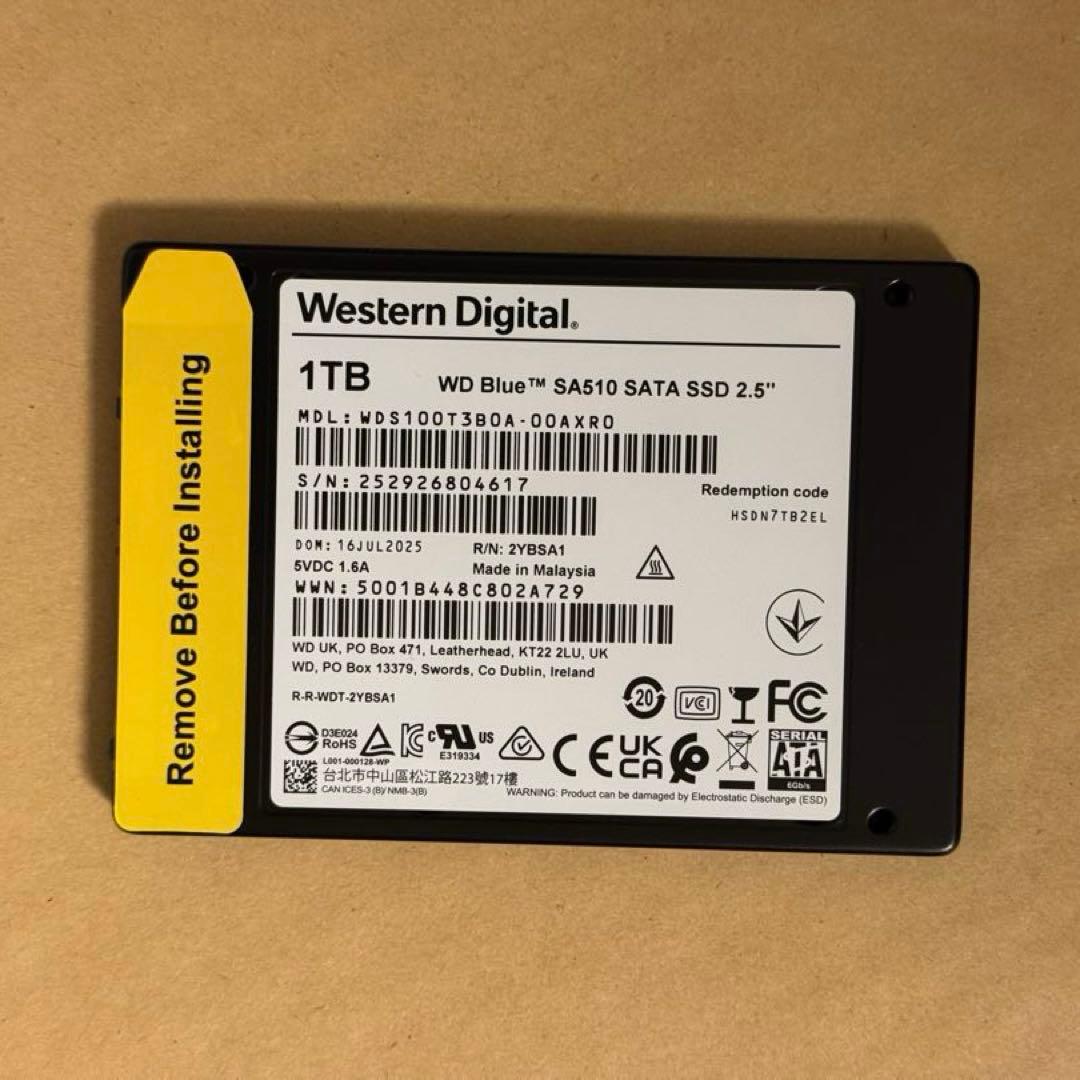 Remove Before Installing
Western Digital®
1TB WD Blue™ SA510 SATA SSD 2.5"
MDL: WDS100T3B0A-00AXR0
S/N: 252926804617
Redemption code
HSDN7TB2EL
DOM: 16JUL2025 R/N: 2YBSA1
5VDC 1.6A Made in Malaysia
WWN: 5001B448C802A729
WD UK, PO Box 471, Leatherhead, KT22 2LU, UK
WD, PO Box 13379, Swords, Co Dublin, Ireland
R-R-WDT-2YBSA1
20 VCI FC
D3E024
RoHS
L001-000128-WP
c UL US
E319334
CE UK CA
SERIAL
ATA
6Gb/s
台北市中山區松江路223號17樓
CAN ICES-3 (B)/ NMB-3(B)
WARNING: Product can be damaged by Electrostatic Discharge (ESD)